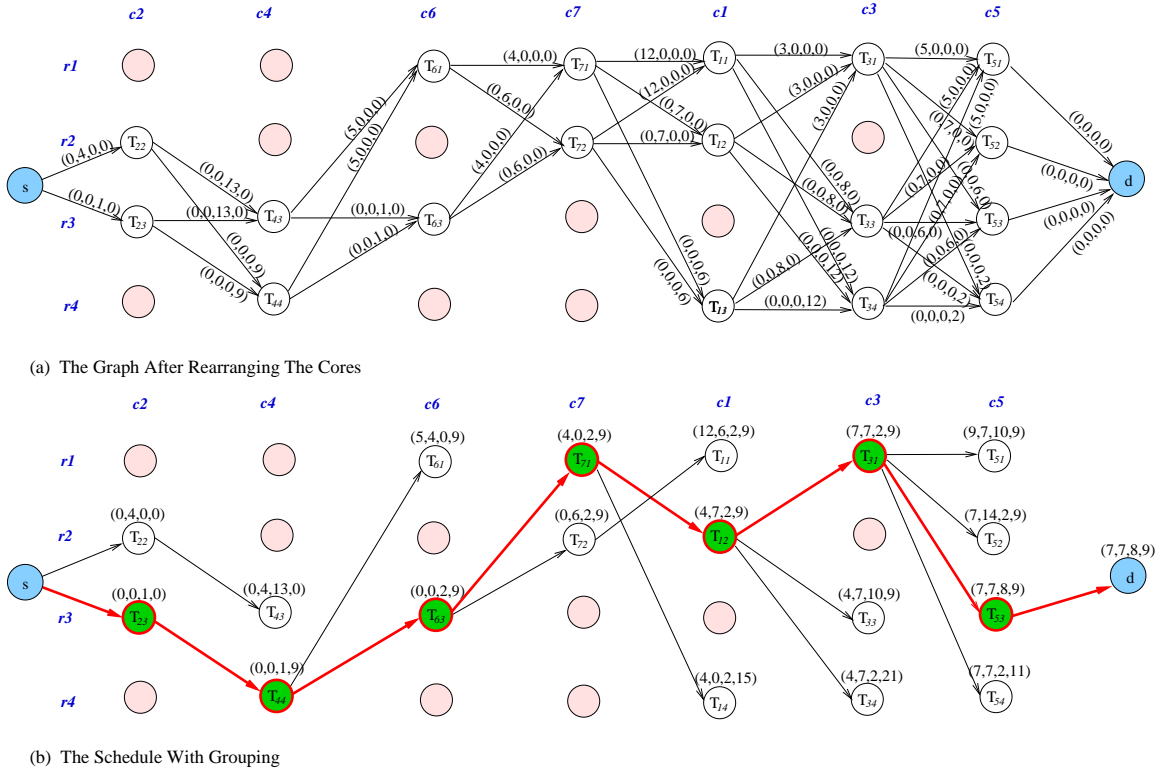 c2 c4 c6 c7 c1 c3 c5
r1 T61 (4,0,0,0) T71 (12,0,0,0) T11 (3,0,0,0) T31 (5,0,0,0) T51
(12,0,0,0) (5,0,0,0)
(0,6,0,0) (0,7,0,0) (3,0,0,0) (5,0,0,0) (0,0,0,0)
(5,0,0,0) (4,0,0,0) (3,0,0,0) (0,7,0,0)
r2 (0,4,0,0) T22 (5,0,0,0) T72 (0,7,0,0) T12 T52
(0,0,13,0) (0,6,0,0) (0,0,8,0) (0,7,0,0) (0,0,0,0)
s (0,0,8,0) (0,0,6,0) d
(0,0,1,0) (0,7,0,0) (0,0,0,0)
r3 T23 (0,0,13,0) T43 (0,0,1,0) T63 T33 (0,0,6,0) T53
(0,0,0,9) (0,0,1,0) (0,0,0,6) (0,0,0,12) (0,0,6,0) (0,0,0,0)
(0,0,0,9) (0,0,0,6) (0,0,8,0) (0,0,0,12) (0,0,0,2)
(0,0,0,2)
r4 T44 T13 (0,0,0,12) T34 (0,0,0,2) T54
(a) The Graph After Rearranging The Cores
c2 c4 c6 c7 c1 c3 c5
(5,4,0,9) (4,0,2,9) (12,6,2,9) (7,7,2,9) (9,7,10,9)
r1 T61 T71 T11 T31 T51
(0,4,0,0) (0,6,2,9) (4,7,2,9) (7,14,2,9)
r2 T22 T72 T12 T52
(7,7,8,9)
s d
(0,0,1,0) (0,4,13,0) (0,0,2,9) (4,7,10,9) (7,7,8,9)
r3 T23 T43 T63 T33 T53
(0,0,1,9) (4,0,2,15) (4,7,2,21) (7,7,2,11)
r4 T44 T14 T34 T54
(b) The Schedule With Grouping